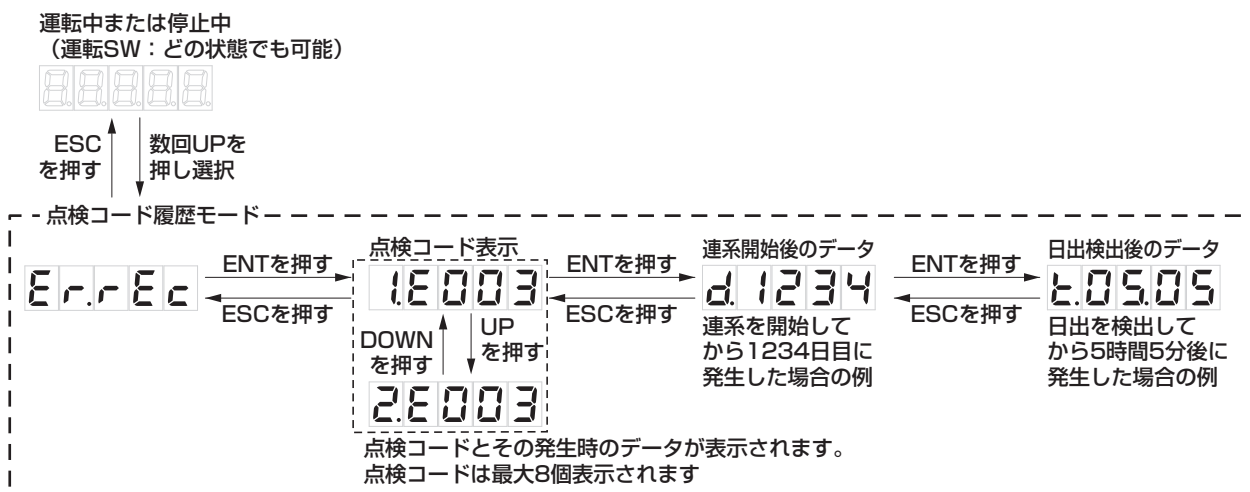 運転中または停止中
（運転SW：どの状態でも可能）
8.8.8.8.8.
ESC
を押す
数回UPを
押し選択
点検コード履歴モード
Er.rEc
ENTを押す
ESCを押す
点検コード表示
1.E003
DOWN
を押す
UP
を押す
2.E003
ENTを押す
ESCを押す
連系開始後のデータ
d.1234
連系を開始して
から1234日目に
発生した場合の例
ENTを押す
ESCを押す
日出検出後のデータ
t.05.05
日出を検出して
から5時間5分後に
発生した場合の例
点検コードとその発生時のデータが表示されます。
点検コードは最大8個表示されます